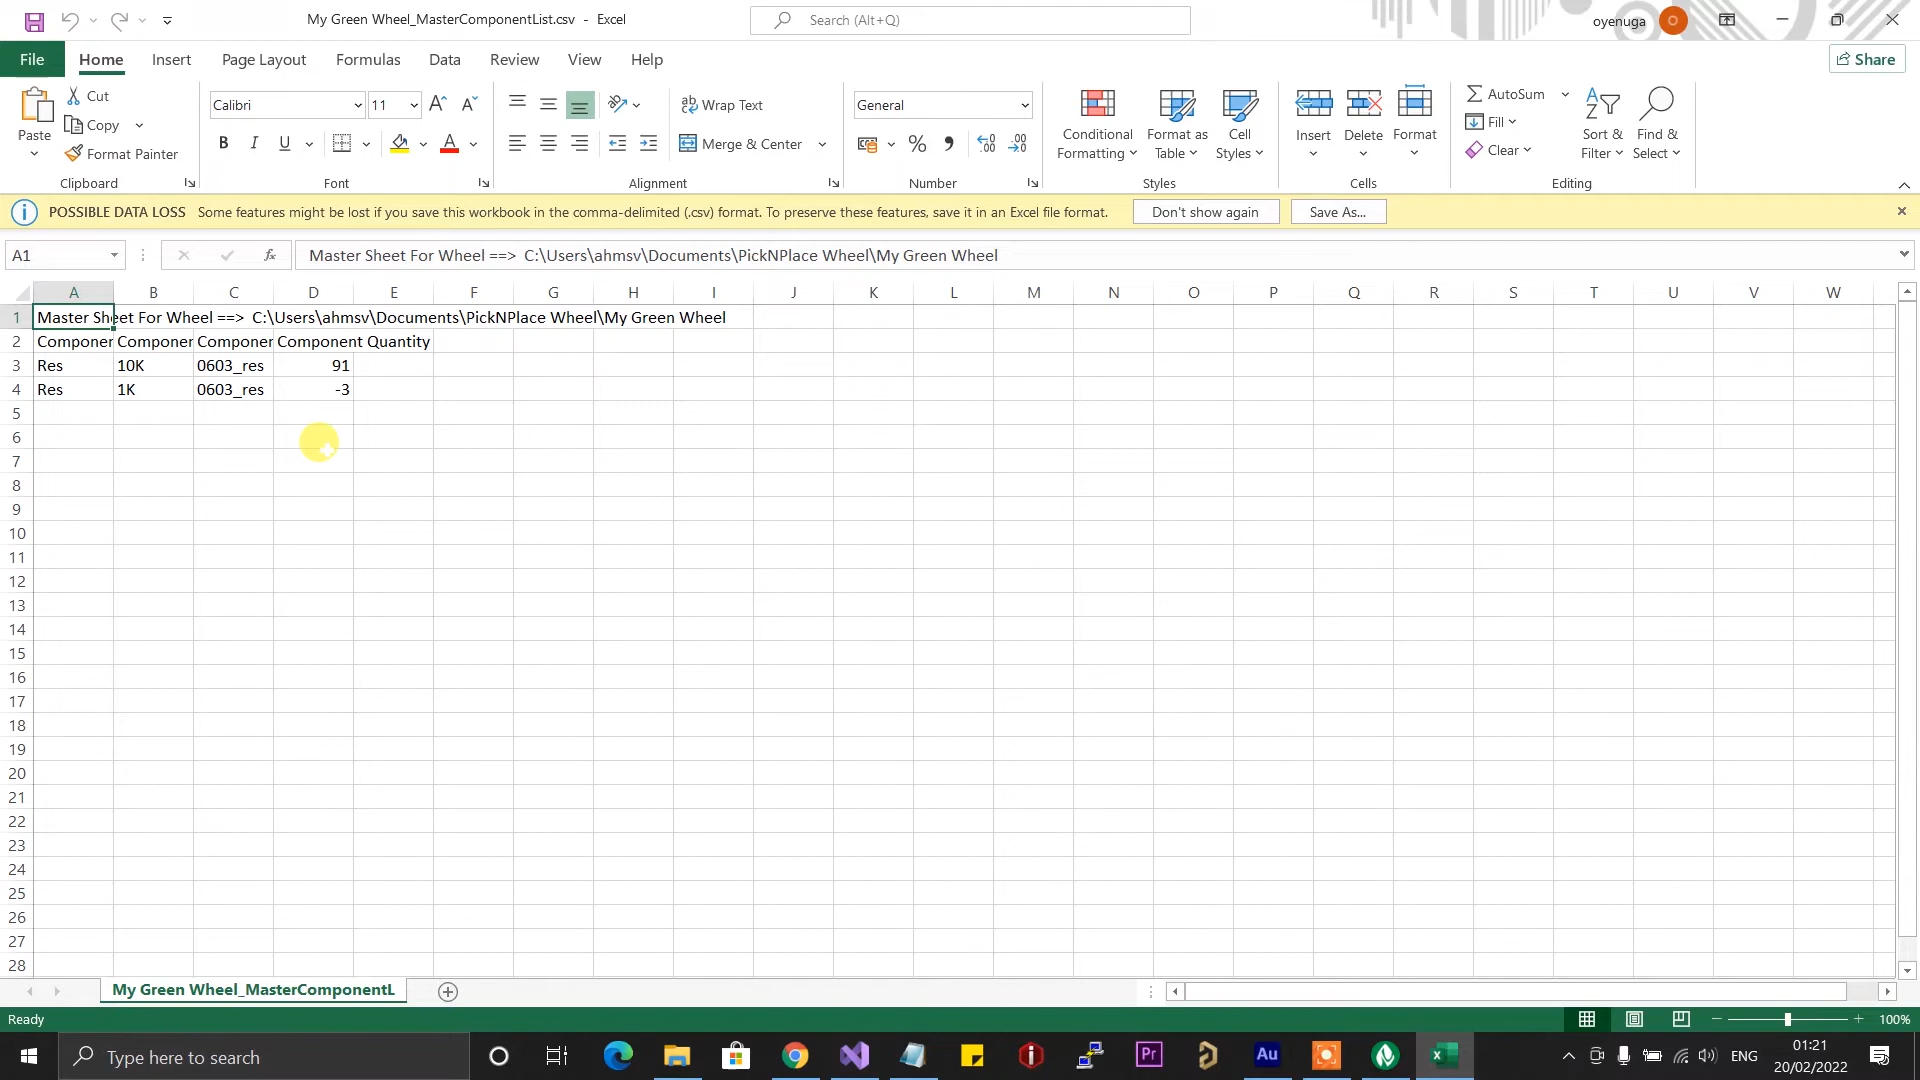 My Green Wheel_MasterComponentList.csv - Excel
Search (Alt+Q)
oyenuga
O
File
Home
Insert
Page Layout
Formulas
Data
Review
View
Help
Share
Paste
Cut
Copy
Format Painter
Clipboard
Calibri
11
B
I
U
Font
Wrap Text
Merge & Center
Alignment
General
Number
Conditional
Formatting
Format as
Table
Cell
Styles
Styles
Insert
Delete
Format
Cells
AutoSum
Fill
Clear
Sort &
Filter
Find &
Select
Editing
POSSIBLE DATA LOSS Some features might be lost if you save this workbook in the comma-delimited (.csv) format. To preserve these features, save it in an Excel file format.
Don't show again
Save As...
A1
fx
Master Sheet For Wheel ==> C:\Users\ahmsv\Documents\PickNPlace Wheel\My Green Wheel
A B C D E F G H I J K L M N O P Q R S T U V W
1 Master Sheet For Wheel ==> C:\Users\ahmsv\Documents\PickNPlace Wheel\My Green Wheel
2 Componer Componer Componer Component Quantity
3 Res 10K 0603_res 91
4 Res 1K 0603_res -3
5
6
7
8
9
10
11
12
13
14
15
16
17
18
19
20
21
22
23
24
25
26
27
28
My Green Wheel_MasterComponentL
Ready
100%
Type here to search
Pr
Au
ENG
01:21
20/02/2022